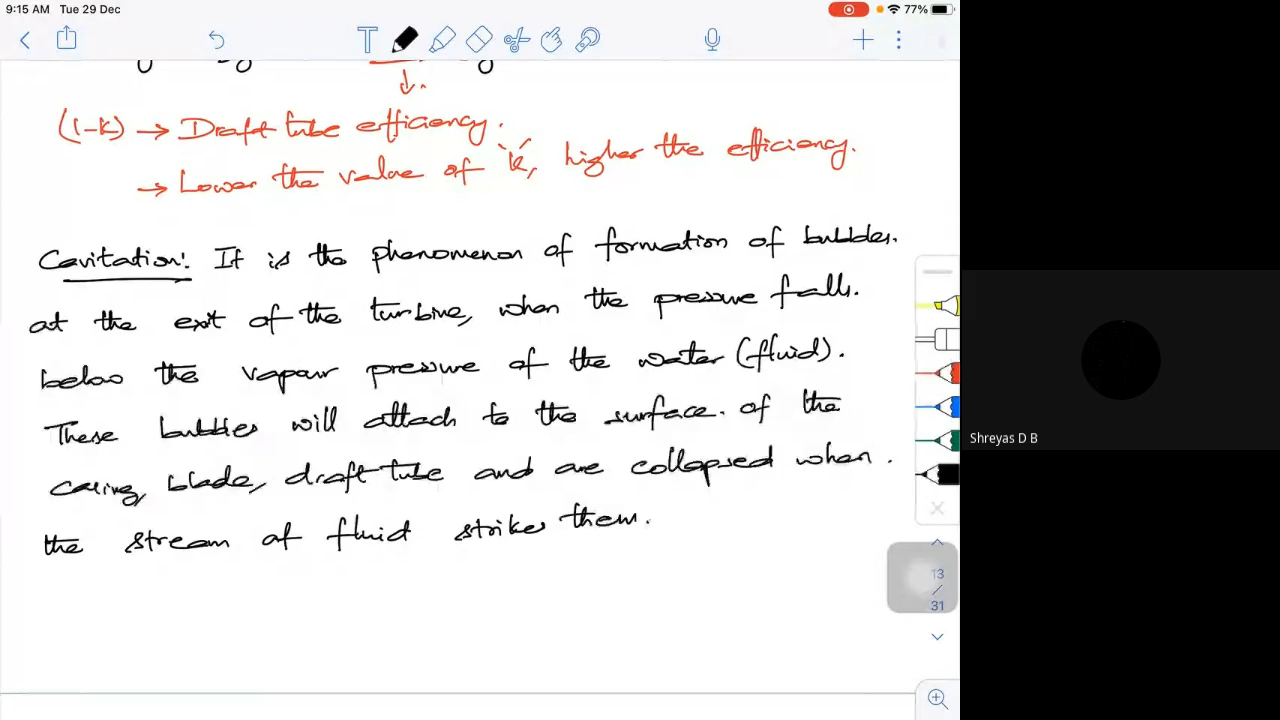 9:15 AM Tue 29 Dec
77%
T
(1-k) → Draft tube efficiency.
→ Lower the value of 'k', higher the efficiency.
Cavitation: It is the phenomenon of formation of bubbles.
at the exit of the turbine, when the pressure falls.
below the vapour pressure of the water (fluid).
These bubbles will attach to the surface. of the
casing, blade, draft tube and are collapsed when.
the stream of fluid strikes them.
Shreyas D B
13
/
31